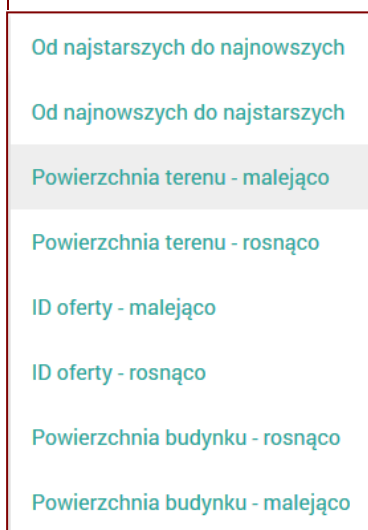 Od najstarszych do najnowszych
Od najnowszych do najstarszych
Powierzchnia terenu - malejąco
Powierzchnia terenu - rosnąco
ID oferty - malejąco
ID oferty - rosnąco
Powierzchnia budynku - rosnąco
Powierzchnia budynku - malejąco